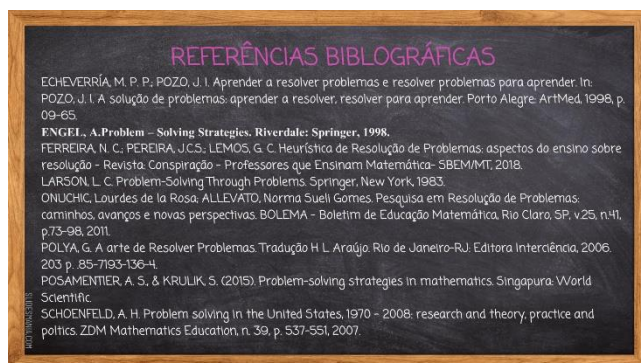 REFERÊNCIAS BIBLOGRÁFICAS
ECHEVERRÍA, M. P. P.; POZO, J. I. Aprender a resolver problemas e resolver problemas para aprender. In:
POZO, J. I. A solução de problemas: aprender a resolver, resolver para aprender. Porto Alegre: ArtMed, 1998, p.
09-65.
ENGEL, A.Problem – Solving Strategies. Riverdale: Springer, 1998.
FERREIRA, N. C.; PEREIRA, J.C.S.; LEMOS, G. C. Heurística de Resolução de Problemas: aspectos do ensino sobre
resolução - Revista: Conspiração - Professores que Ensinam Matemática- SBEM/MT, 2018.
LARSON, L. C. Problem-Solving Through Problems. Springer, New York, 1983.
ONUCHIC, Lourdes de la Rosa; ALLEVATO, Norma Sueli Gomes. Pesquisa em Resolução de Problemas:
caminhos, avanços e novas perspectivas. BOLEMA - Boletim de Educação Matemática, Rio Claro, SP, v.25, n.41,
p.73-98, 2011.
POLYA, G. A arte de Resolver Problemas. Tradução H L Araújo. Rio de Janeiro-RJ: Editora Interciência, 2006.
203 p. .85-7193-136-4.
POSAMENTIER, A. S., & KRULIK, S. (2015). Problem-solving strategies in mathematics. Singapura: World
Scientific.
SCHOENFELD, A. H. Problem solving in the United States, 1970 - 2008: research and theory, practice and
poltics. ZDM Mathematics Education, n. 39, p. 537-551, 2007.
SLIDESMANIA.COM